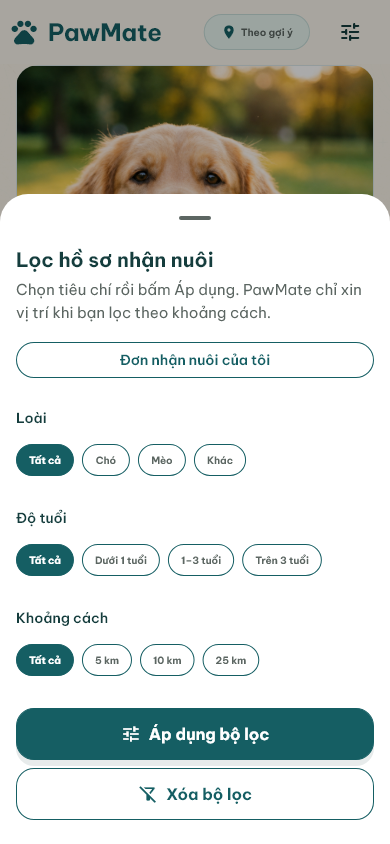 PawMate
Theo gợi ý
Lọc hồ sơ nhận nuôi
Chọn tiêu chí rồi bấm Áp dụng. PawMate chỉ xin
vị trí khi bạn lọc theo khoảng cách.
Đơn nhận nuôi của tôi
Loài
Tất cả Chó Mèo Khác
Độ tuổi
Tất cả Dưới 1 tuổi 1–3 tuổi Trên 3 tuổi
Khoảng cách
Tất cả 5 km 10 km 25 km
Áp dụng bộ lọc
Xóa bộ lọc